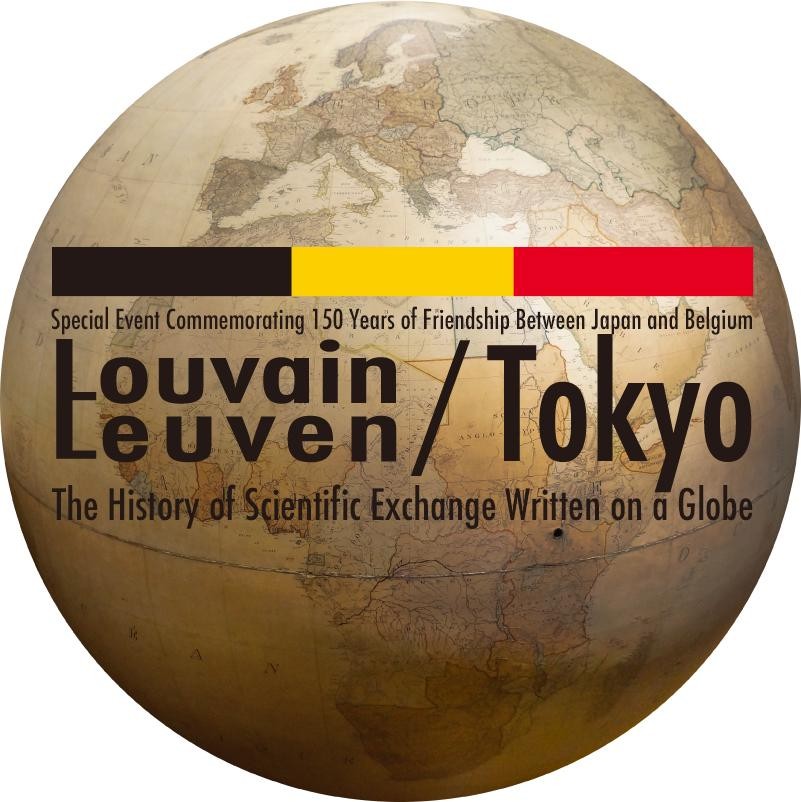 Special Event Commemorating 150 Years of Friendship Between Japan and Belgium
Louvain
Leuven / Tokyo
The History of Scientific Exchange Written on a Globe